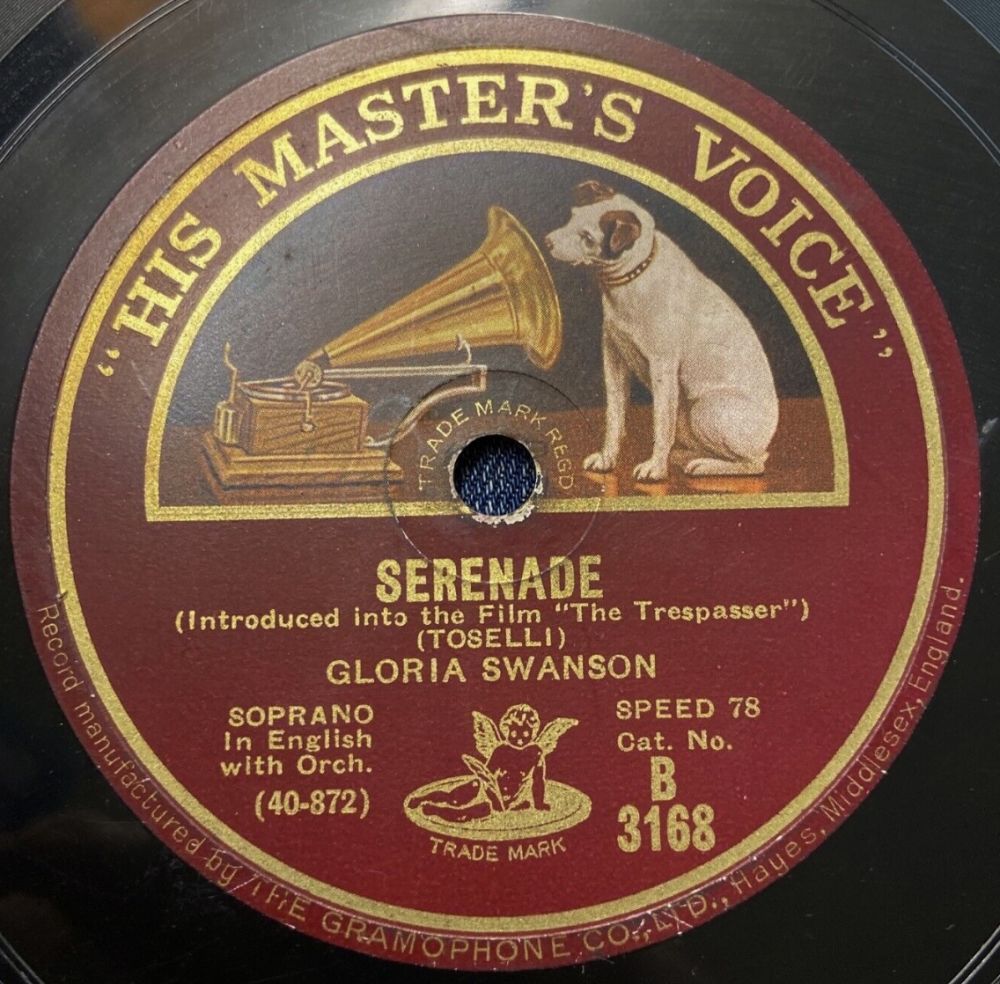 "HIS MASTER'S VOICE"
TRADE MARK REGD
SERENADE
(Introduced into the Film "The Trespasser")
(TOSELLI)
GLORIA SWANSON
SOPRANO
In English
with Orch.
(40-872)
TRADE MARK
SPEED 78
Cat. No.
B
3168
Record manufactured by THE GRAMOPHONE CO., LTD., Hayes, Middlesex, England.